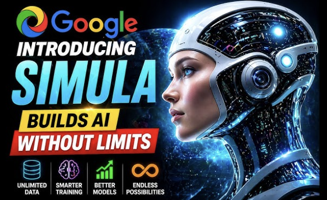 Google
INTRODUCING
SIMULA
BUILDS AI
WITHOUT LIMITS
UNLIMITED DATA
SMARTER TRAINING
BETTER MODELS
ENDLESS POSSIBILITIES